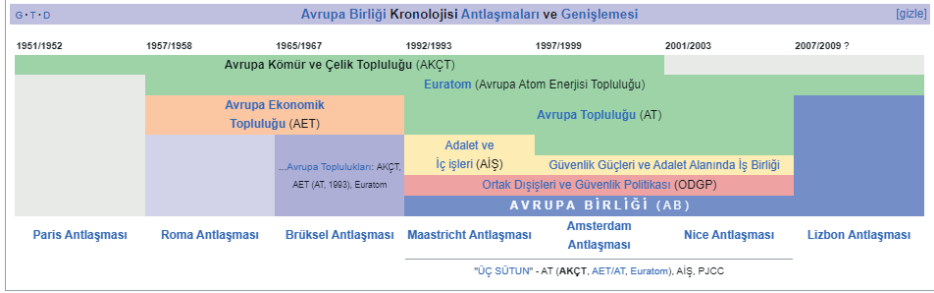 G • T • D
Avrupa Birliği Kronolojisi Antlaşmaları ve Genişlemesi
[gizle]
1951/1952 1957/1958 1965/1967 1992/1993 1997/1999 2001/2003 2007/2009 ?
Avrupa Kömür ve Çelik Topluluğu (AKÇT)
Euratom (Avrupa Atom Enerjisi Topluluğu)
Avrupa Ekonomik
Topluluğu (AET)
Avrupa Topluluğu (AT)
....Avrupa Toplulukları: AKÇT,
AET (AT, 1993), Euratom
Adalet ve
İç işleri (AİŞ)
Güvenlik Güçleri ve Adalet Alanında İş Birliği
Ortak Dışişleri ve Güvenlik Politikası (ODGP)
AVRUPA BİRLİĞİ (AB)
Paris Antlaşması
Roma Antlaşması
Brüksel Antlaşması
Maastricht Antlaşması
Amsterdam
Antlaşması
Nice Antlaşması
Lizbon Antlaşması
"ÜÇ SÜTUN" - AT (AKÇT, AET/AT, Euratom), AİŞ, PJCC